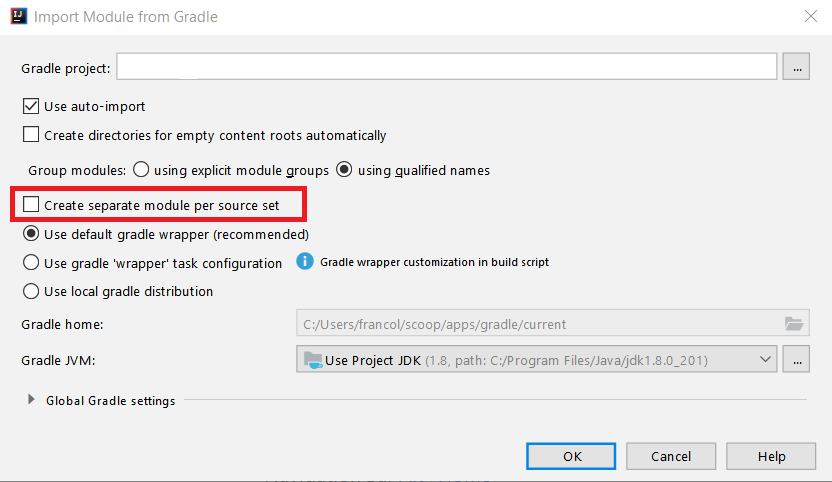 Import Module from Gradle
Gradle project:
...
Use auto-import
Create directories for empty content roots automatically
Group modules: using explicit module groups using qualified names
Create separate module per source set
Use default gradle wrapper (recommended)
Use gradle 'wrapper' task configuration Gradle wrapper customization in build script
Use local gradle distribution
Gradle home: C:/Users/francol/scoop/apps/gradle/current
Gradle JVM: Use Project JDK (1.8, path: C:/Program Files/Java/jdk1.8.0_201) ...
Global Gradle settings
OK Cancel Help